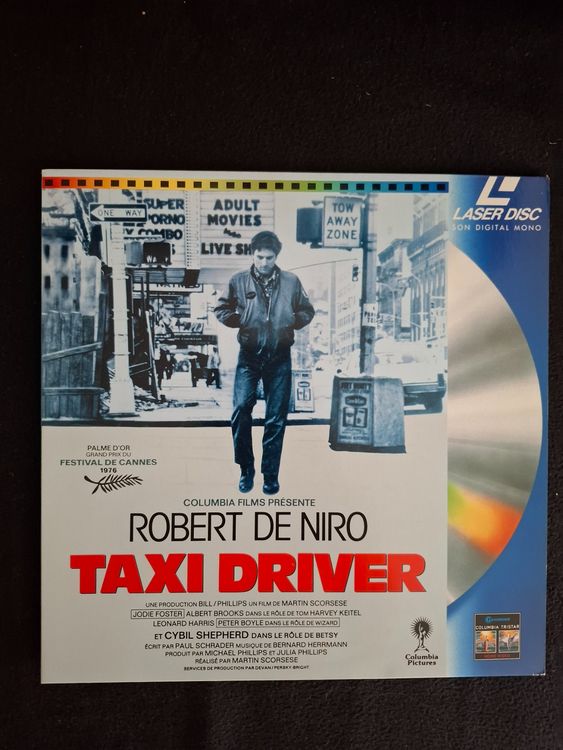 LASER DISC
SON DIGITAL MONO
ONE WAY
SUPER
PORNO
COMBO
ADULT
MOVIES
LIVE SH
TOW
AWAY
ZONE
PALME D'OR
GRAND PRIX DU
FESTIVAL DE CANNES
1976
COLUMBIA FILMS PRÉSENTE
ROBERT DE NIRO
TAXI DRIVER
UNE PRODUCTION BILL/PHILLIPS UN FILM DE MARTIN SCORSESE
JODIE FOSTER ALBERT BROOKS DANS LE RÔLE DE TOM HARVEY KEITEL
LEONARD HARRIS PETER BOYLE DANS LE RÔLE DE WIZARD
ET CYBIL SHEPHERD DANS LE RÔLE DE BETSY
ÉCRIT PAR PAUL SCHRADER MUSIQUE DE BERNARD HERRMANN
PRODUIT PAR MICHAEL PHILLIPS ET JULIA PHILLIPS
RÉALISÉ PAR MARTIN SCORSESE
SERVICES DE PRODUCTION PAR DEVAN/PERSKY-BRIGHT
Columbia
Pictures
COLUMBIA TRISTAR